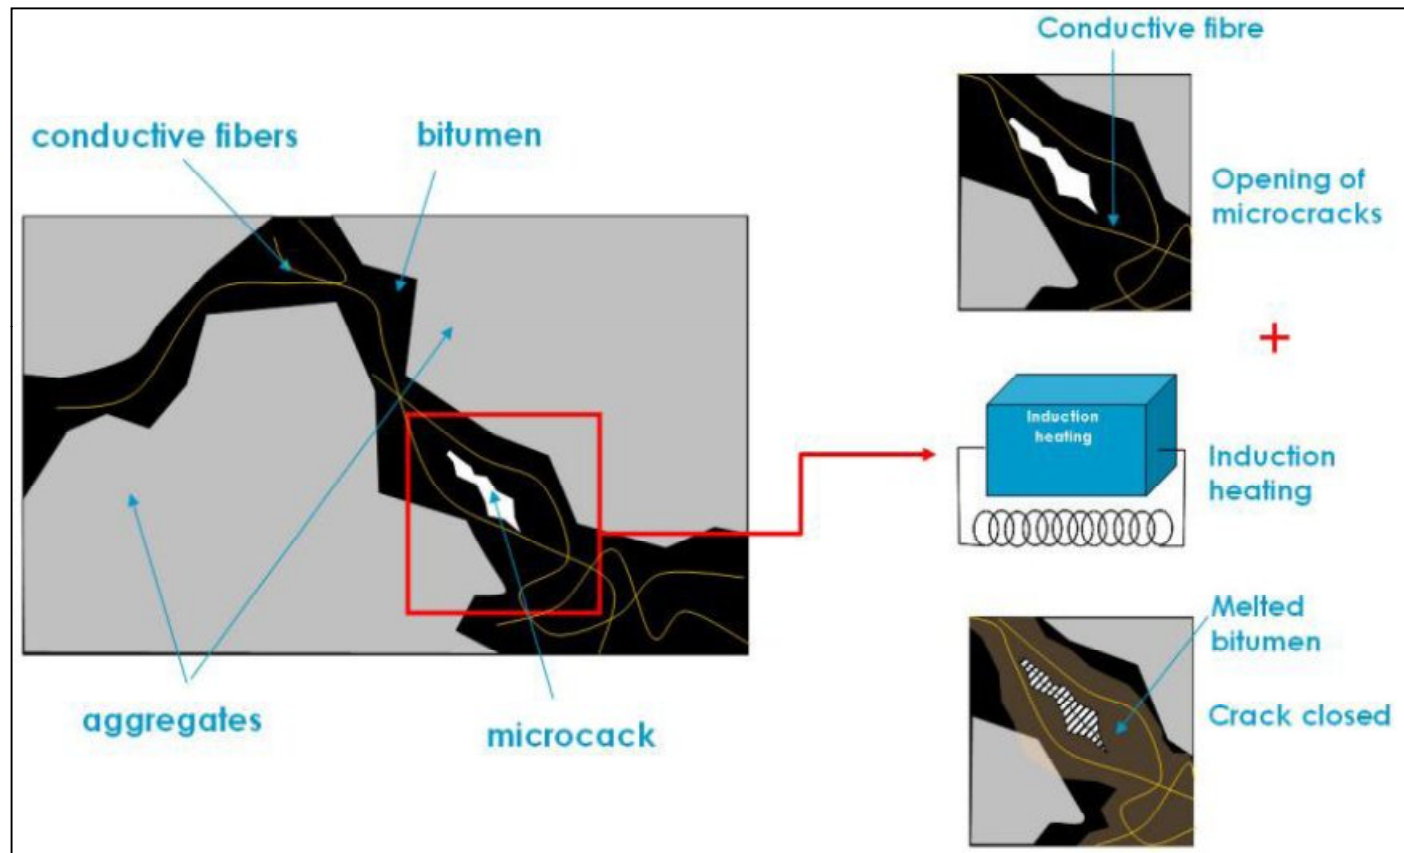 conductive fibers
bitumen
aggregates
microcack
Conductive fibre
Opening of
microcracks
+
Induction
heating
Induction
heating
Melted
bitumen
Crack closed